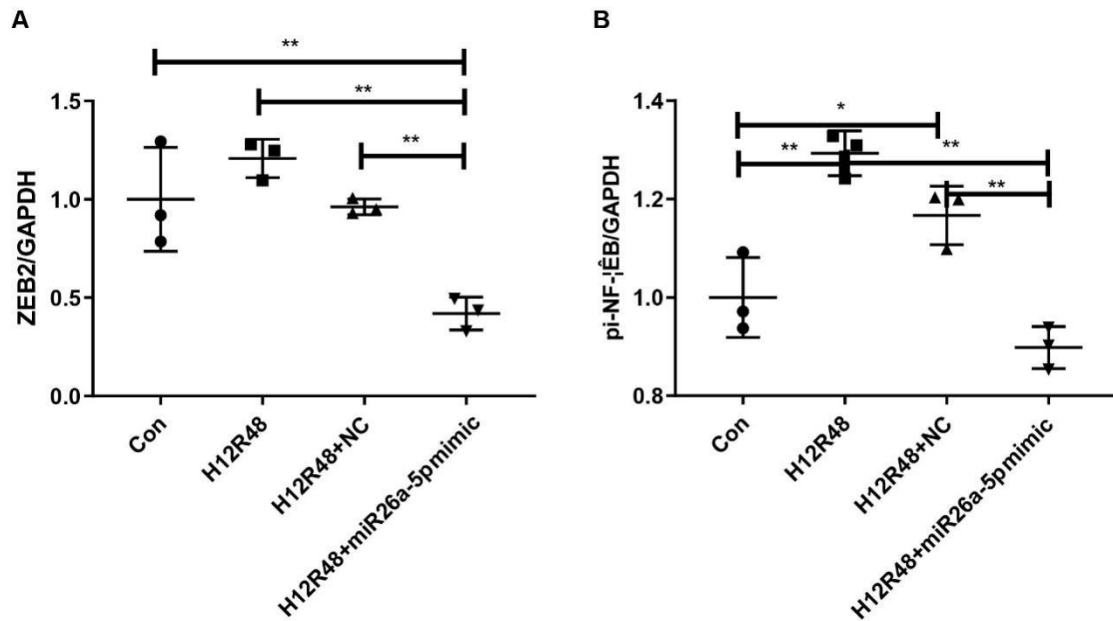 A
**
**
**
1.5
1.0
0.5
0.0
ZEB2/GAPDH
Con
H12R48
H12R48+NC
H12R48+miR26a-5pmimic
B
*
**
**
**
1.4
1.2
1.0
0.8
pi-NF-¦ÊB/GAPDH
Con
H12R48
H12R48+NC
H12R48+miR26a-5pmimic